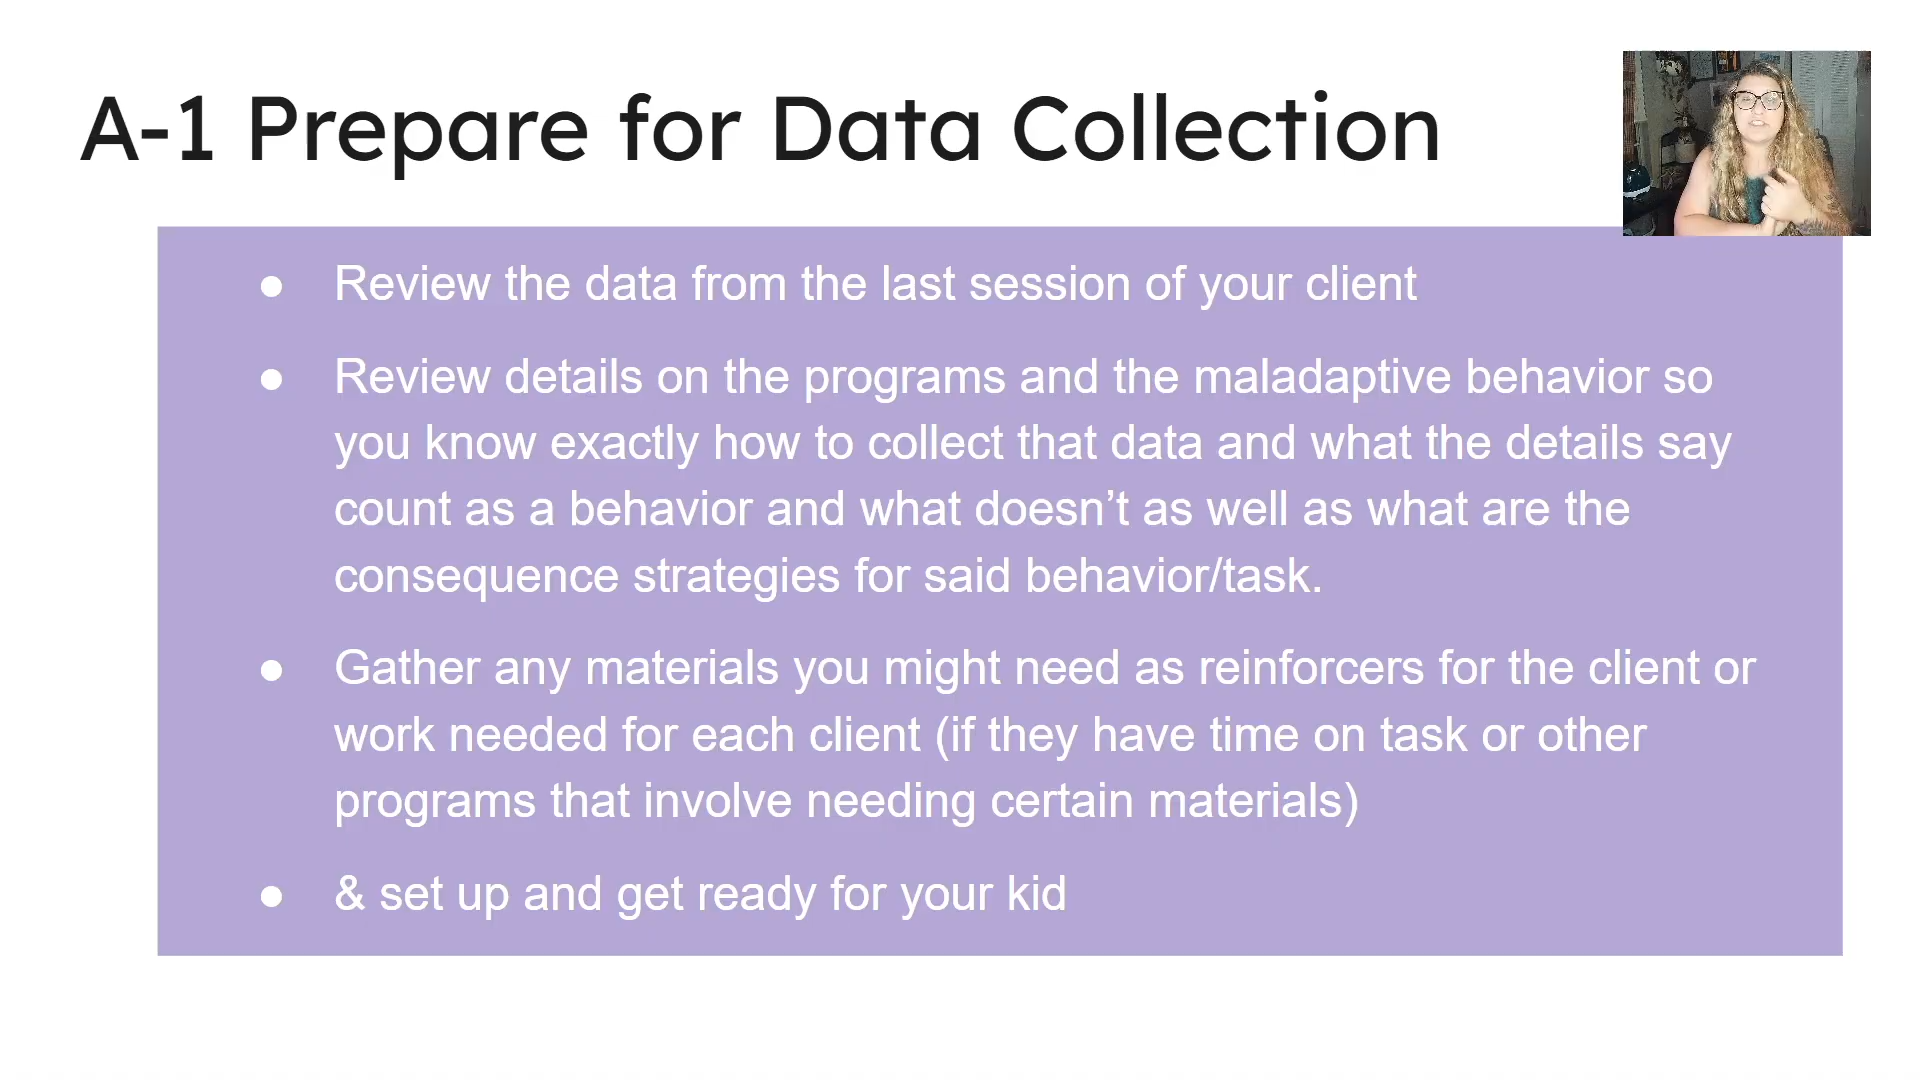 A-1 Prepare for Data Collection
● Review the data from the last session of your client
● Review details on the programs and the maladaptive behavior so
you know exactly how to collect that data and what the details say
count as a behavior and what doesn’t as well as what are the
consequence strategies for said behavior/task.
● Gather any materials you might need as reinforcers for the client or
work needed for each client (if they have time on task or other
programs that involve needing certain materials)
● & set up and get ready for your kid